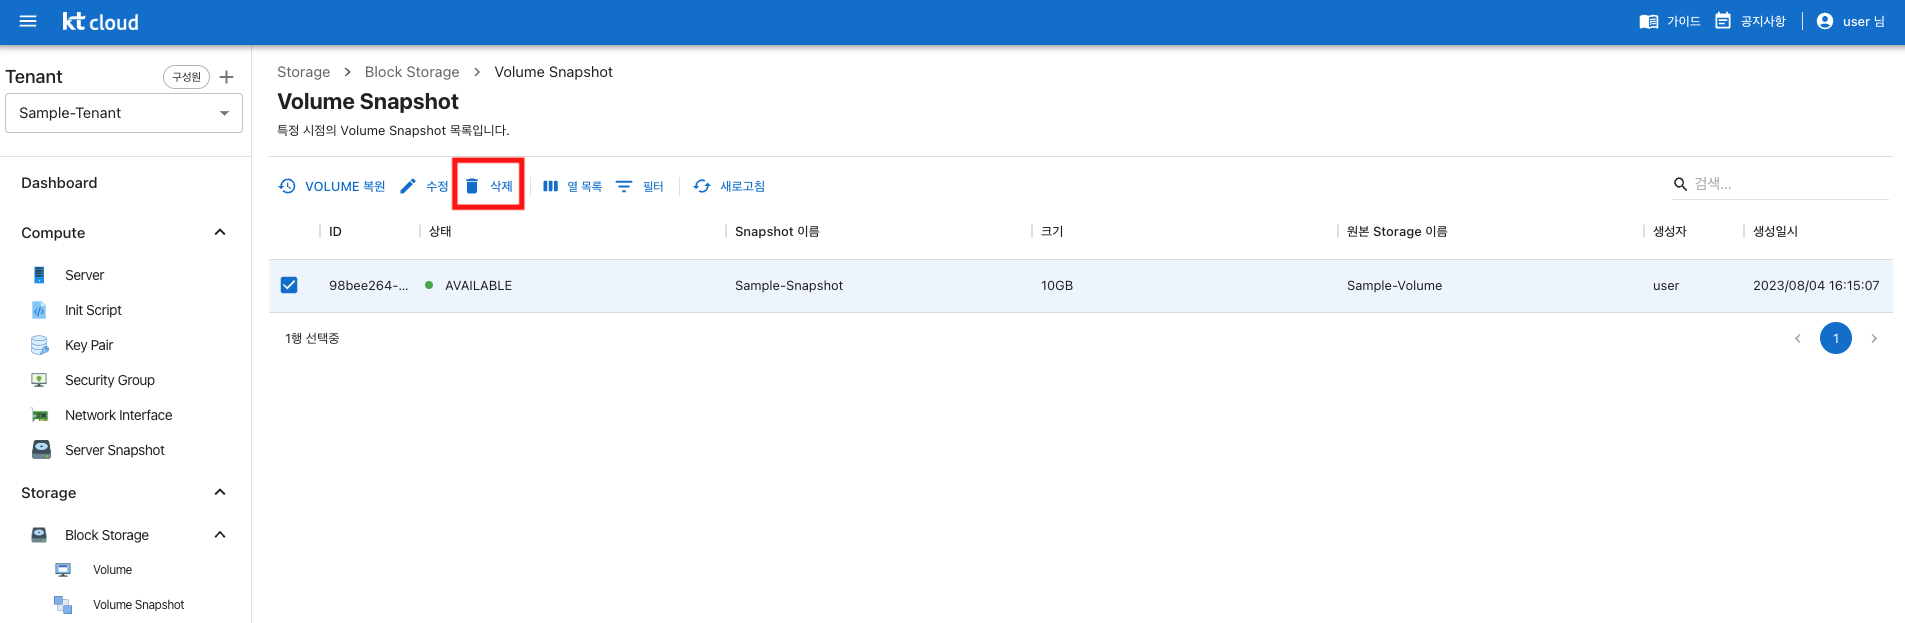 kt cloud
가이드 공지사항 user 님
Tenant 구성원
Sample-Tenant
Dashboard
Compute
Server
Init Script
Key Pair
Security Group
Network Interface
Server Snapshot
Storage
Block Storage
Volume
Volume Snapshot
Storage > Block Storage > Volume Snapshot
Volume Snapshot
특정 시점의 Volume Snapshot 목록입니다.
VOLUME 복원 수정 삭제 열 목록 필터 새로고침 검색...
ID 상태 Snapshot 이름 크기 원본 Storage 이름 생성자 생성일시
98bee264-... AVAILABLE Sample-Snapshot 10GB Sample-Volume user 2023/08/04 16:15:07
1행 선택중 1